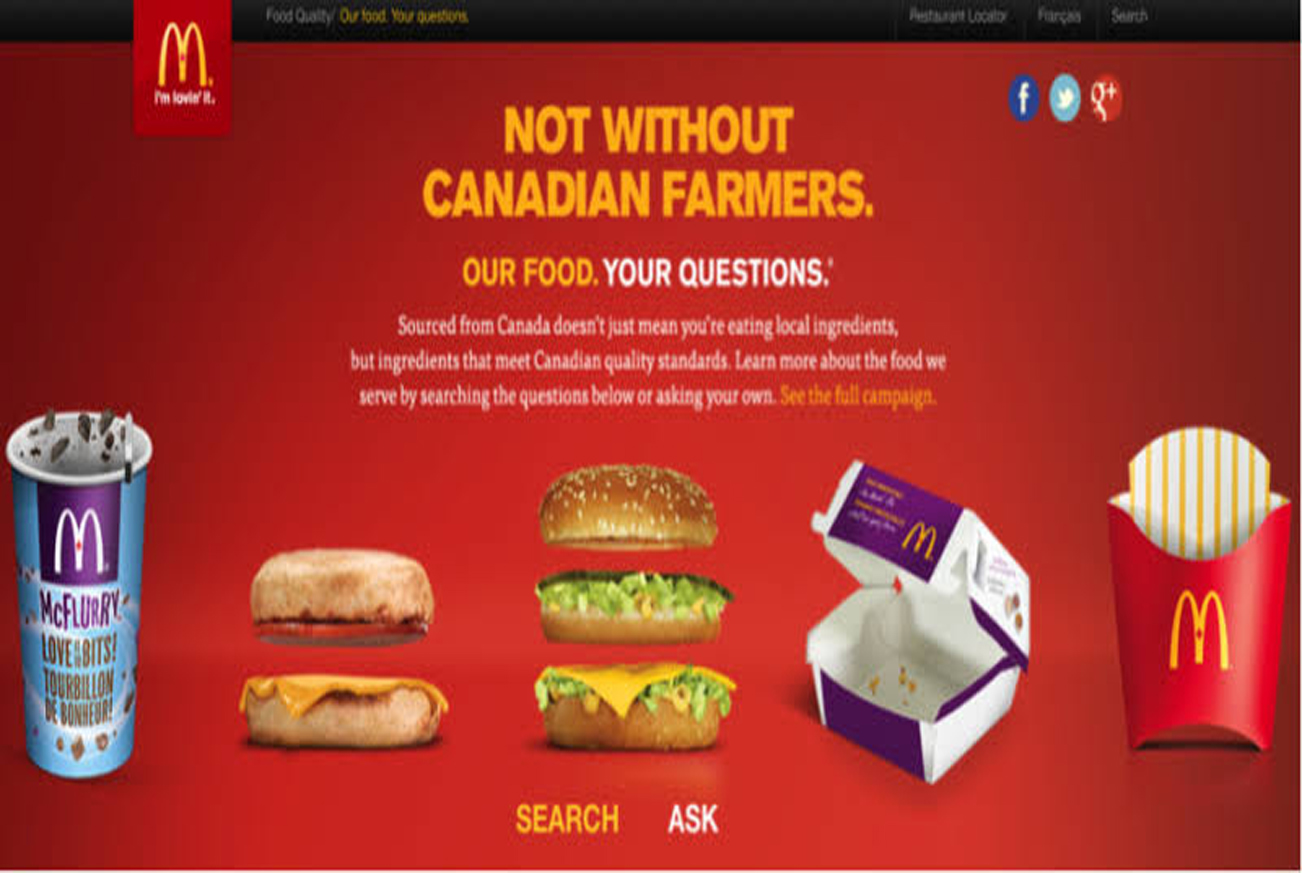 Food Quality/ Our food. Your questions.
Restaurant Locator
Français
Search
M
i'm lovin' it.
f
g+
NOT WITHOUT
CANADIAN FARMERS.
OUR FOOD. YOUR QUESTIONS.
Sourced from Canada doesn't just mean you're eating local ingredients,
but ingredients that meet Canadian quality standards. Learn more about the food we
serve by searching the questions below or asking your own. See the full campaign.
McFLURRY
LOVE BITS!
TOURBILLON
DE BONHEUR!
SEARCH
ASK